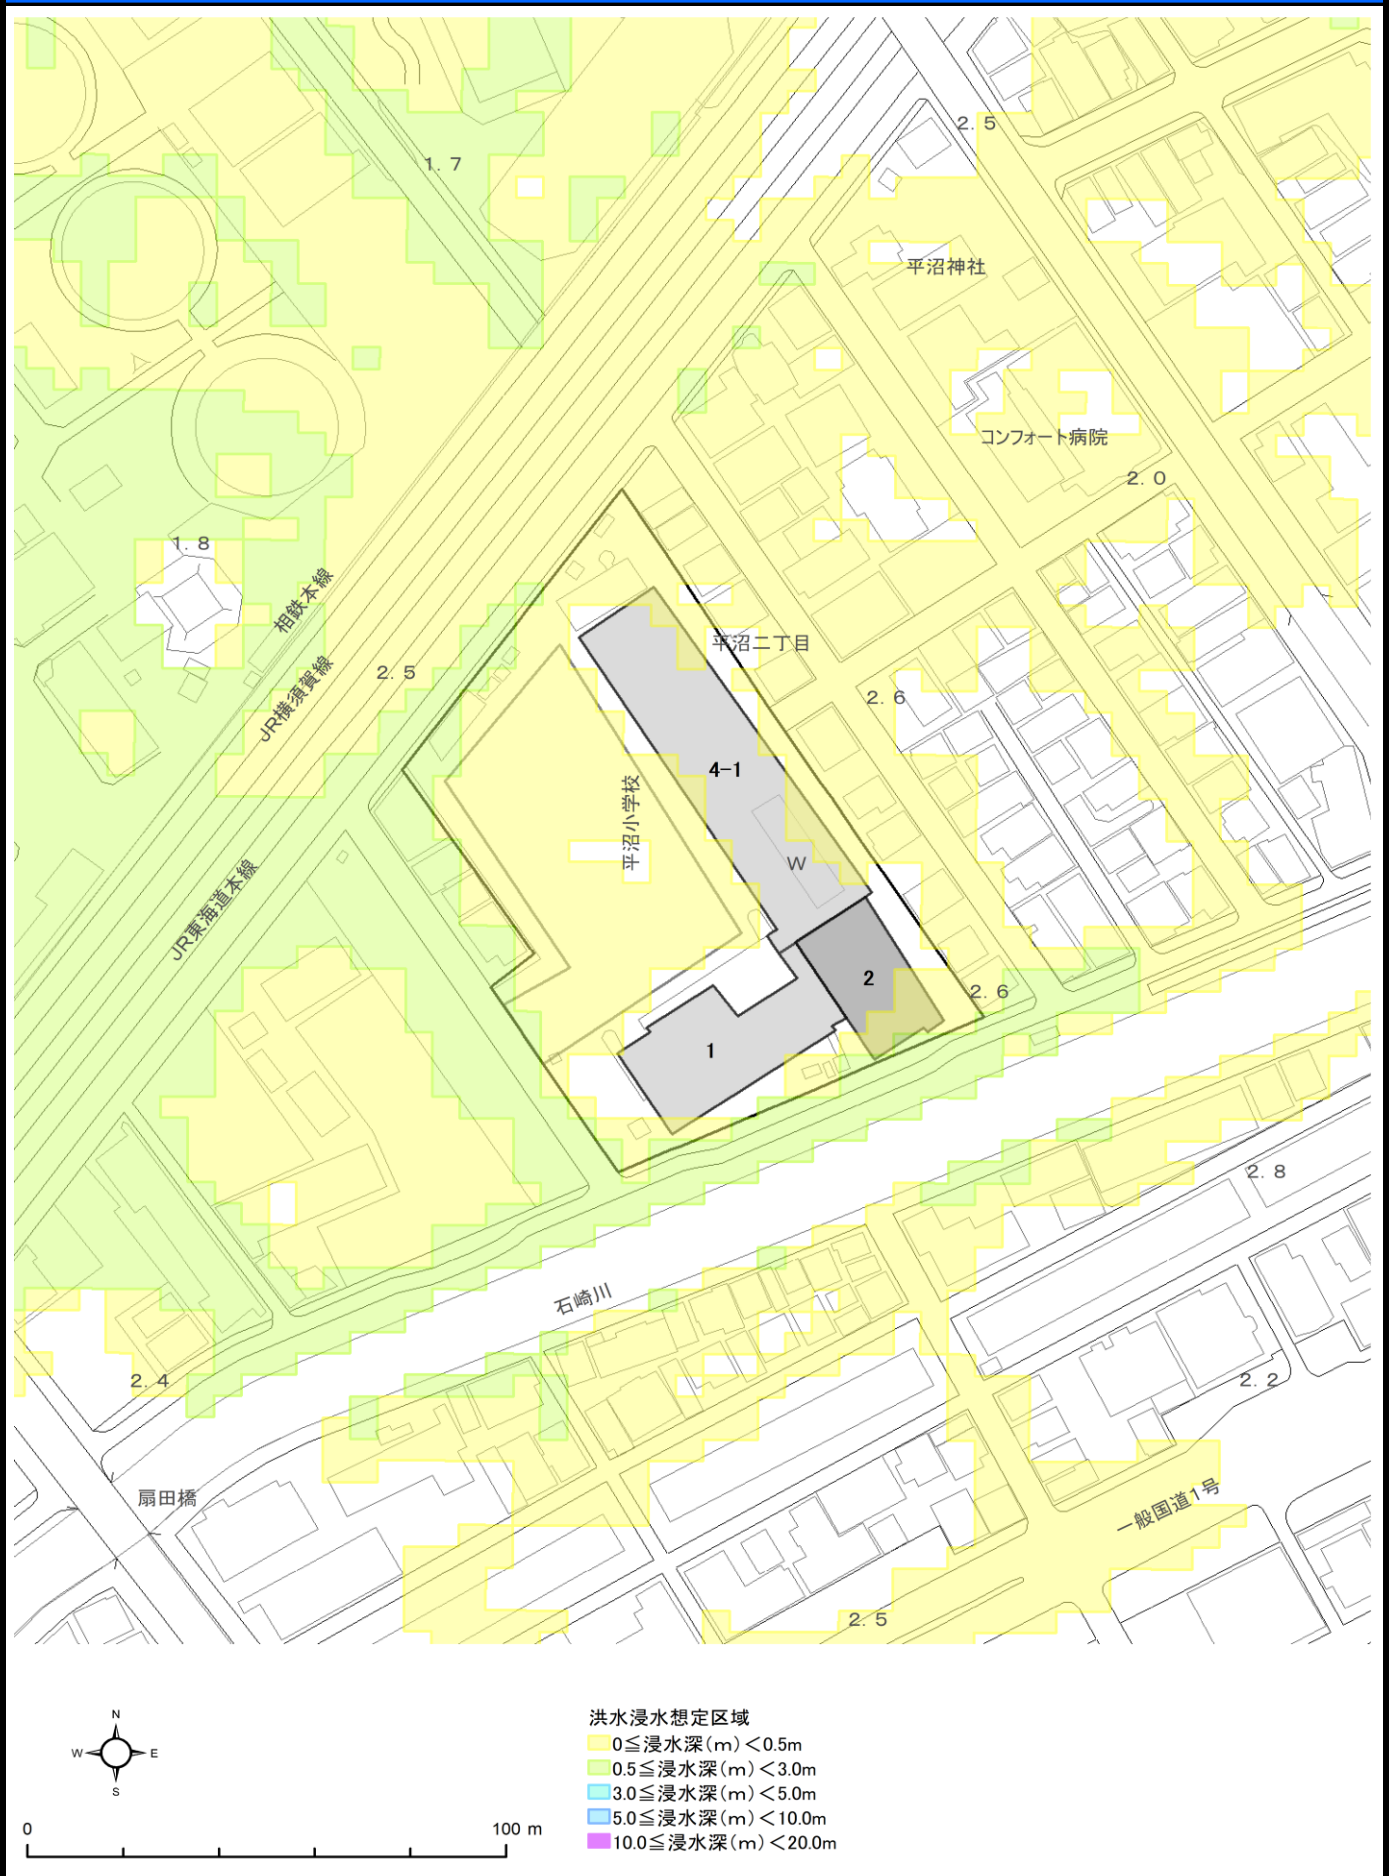 2.5
1.7
平沼神社
コンフォート病院
2.0
1.8
相鉄本線
平沼二丁目
JR横須賀線
2.5
2.6
4-1
平沼小学校
W
JR東海道本線
2
2.6
1
2.8
石崎川
2.4
2.2
扇田橋
一般国道1号
2.5
N
W E
S
0 100 m
洪水浸水想定区域
0≦浸水深(m)<0.5m
0.5≦浸水深(m)<3.0m
3.0≦浸水深(m)<5.0m
5.0≦浸水深(m)<10.0m
10.0≦浸水深(m)<20.0m